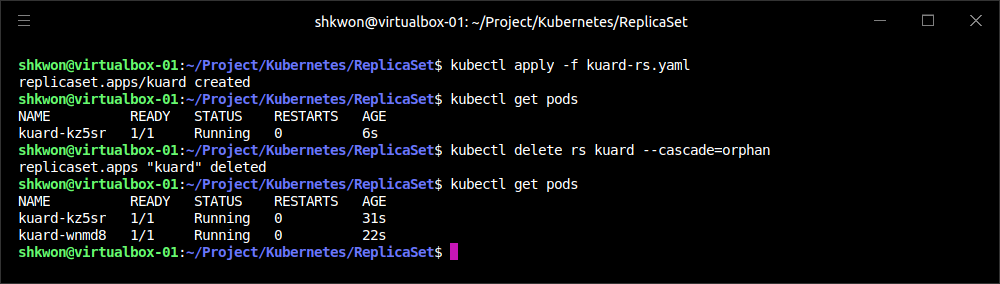 shkwon@virtualbox-01: ~/Project/Kubernetes/ReplicaSet
shkwon@virtualbox-01:~/Project/Kubernetes/ReplicaSet$ kubectl apply -f kuard-rs.yaml
replicaset.apps/kuard created
shkwon@virtualbox-01:~/Project/Kubernetes/ReplicaSet$ kubectl get pods
NAME          READY   STATUS    RESTARTS   AGE
kuard-kz5sr   1/1     Running   0          6s
shkwon@virtualbox-01:~/Project/Kubernetes/ReplicaSet$ kubectl delete rs kuard --cascade=orphan
replicaset.apps "kuard" deleted
shkwon@virtualbox-01:~/Project/Kubernetes/ReplicaSet$ kubectl get pods
NAME          READY   STATUS    RESTARTS   AGE
kuard-kz5sr   1/1     Running   0          31s
kuard-wnmd8   1/1     Running   0          22s
shkwon@virtualbox-01:~/Project/Kubernetes/ReplicaSet$